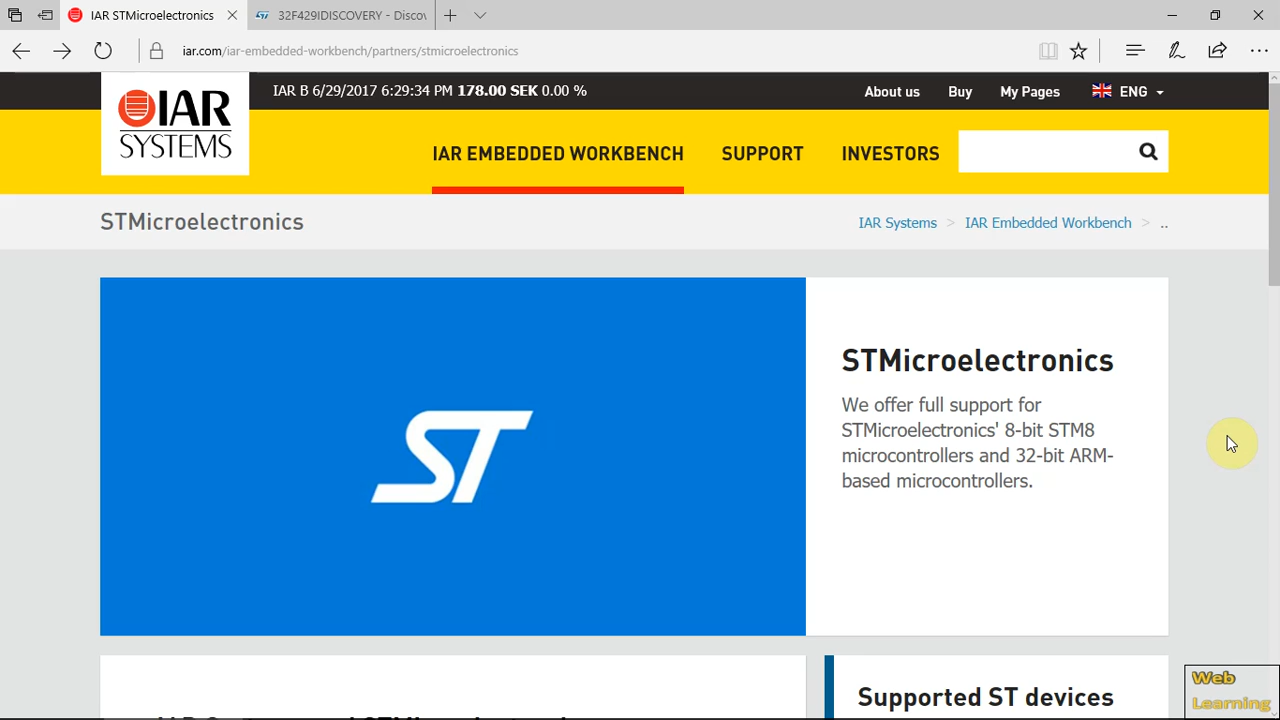 IAR STMicroelectronics
32F429IDISCOVERY - Discov
iar.com/iar-embedded-workbench/partners/stmicroelectronics
IAR
SYSTEMS
IAR B 6/29/2017 6:29:34 PM 178.00 SEK 0.00 %
About us Buy My Pages ENG
IAR EMBEDDED WORKBENCH SUPPORT INVESTORS
STMicroelectronics
IAR Systems > IAR Embedded Workbench > ..
ST
STMicroelectronics
We offer full support for
STMicroelectronics' 8-bit STM8
microcontrollers and 32-bit ARM-
based microcontrollers.
Supported ST devices
Web
Learning